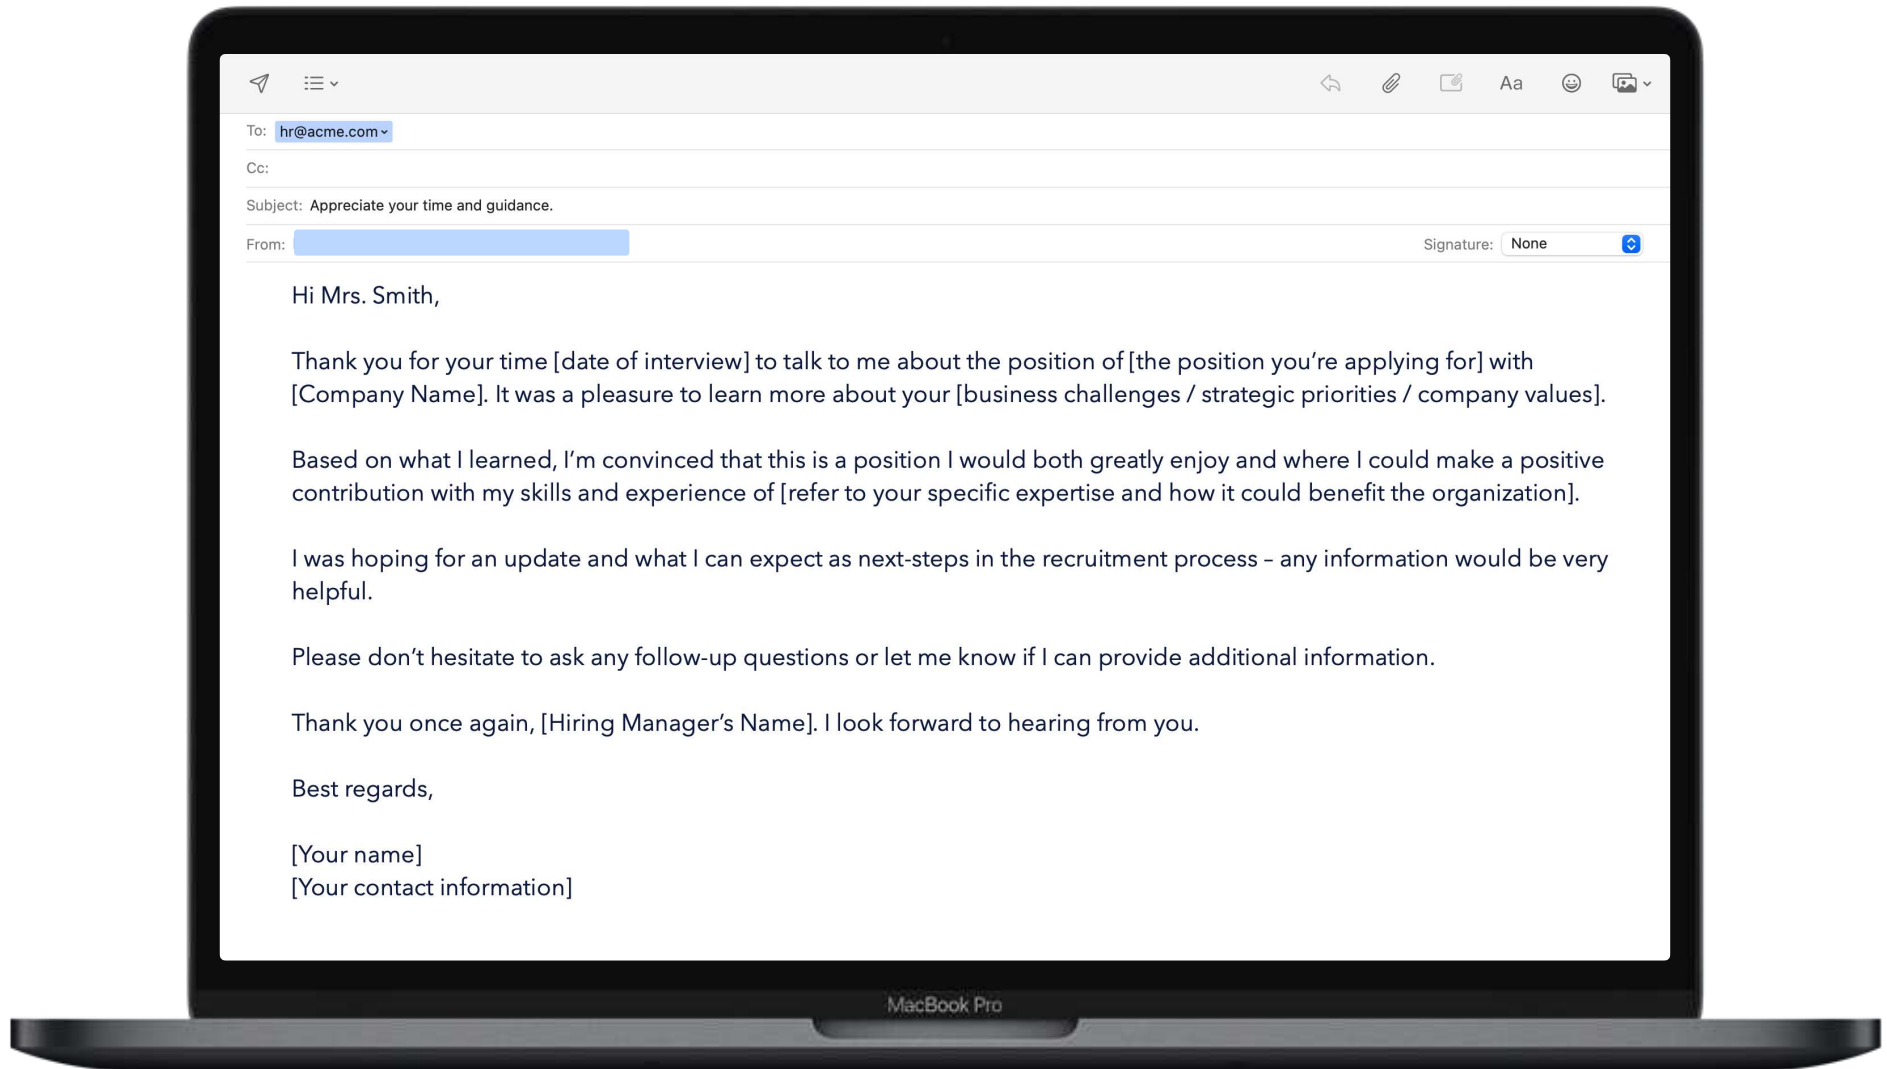 Aa
To: hr@acme.com
Cc:
Subject: Appreciate your time and guidance.
From:
Signature: None
Hi Mrs. Smith,
Thank you for your time [date of interview] to talk to me about the position of [the position you’re applying for] with
[Company Name]. It was a pleasure to learn more about your [business challenges / strategic priorities / company values].
Based on what I learned, I’m convinced that this is a position I would both greatly enjoy and where I could make a positive
contribution with my skills and experience of [refer to your specific expertise and how it could benefit the organization].
I was hoping for an update and what I can expect as next-steps in the recruitment process – any information would be very
helpful.
Please don’t hesitate to ask any follow-up questions or let me know if I can provide additional information.
Thank you once again, [Hiring Manager’s Name]. I look forward to hearing from you.
Best regards,
[Your name]
[Your contact information]
MacBook Pro